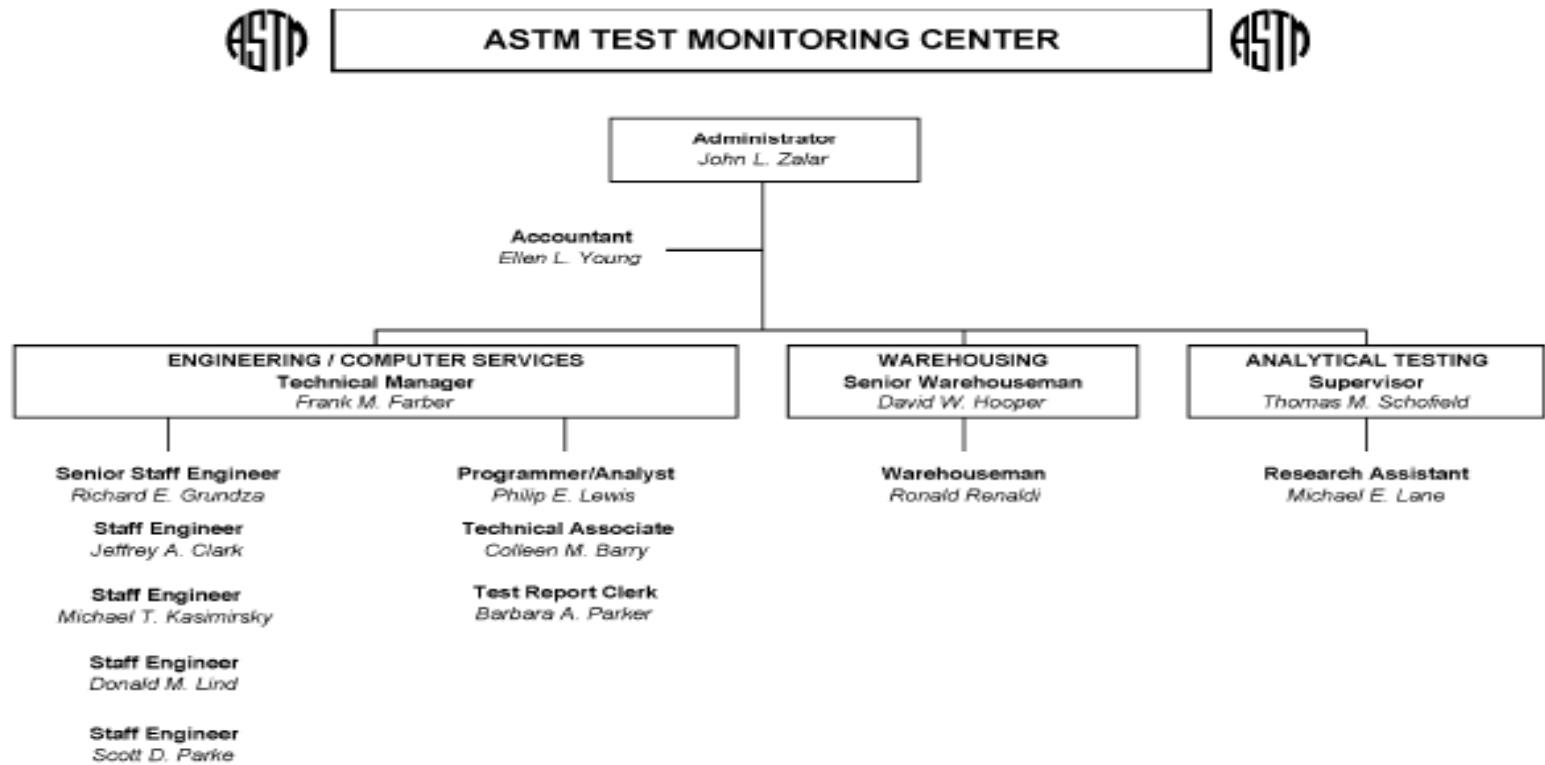 ASTM ASTM TEST MONITORING CENTER ASTM
Administrator
John L. Zalar
Accountant
Ellen L. Young
ENGINEERING / COMPUTER SERVICES
Technical Manager
Frank M. Farber
WAREHOUSING
Senior Warehouseman
David W. Hooper
ANALYTICAL TESTING
Supervisor
Thomas M. Schofield
Senior Staff Engineer
Richard E. Grundza
Staff Engineer
Jeffrey A. Clark
Staff Engineer
Michael T. Kasimirsky
Staff Engineer
Donald M. Lind
Staff Engineer
Scott D. Parke
Programmer/Analyst
Philip E. Lewis
Technical Associate
Colleen M. Barry
Test Report Clerk
Barbara A. Parker
Warehouseman
Ronald Renaldi
Research Assistant
Michael E. Lane